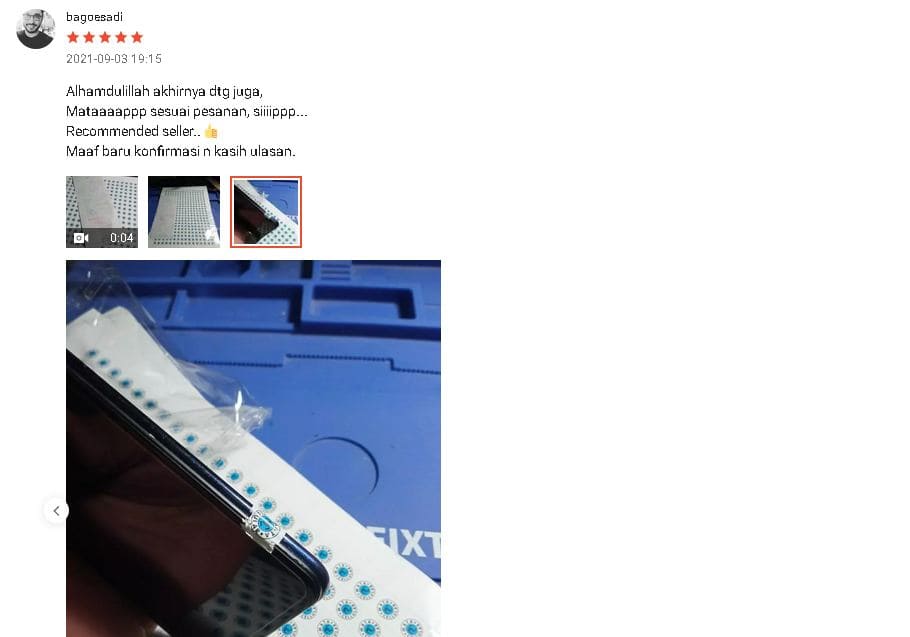 bagoesadi
2021-09-03 19:15
Alhamdulillah akhirnya dtg juga,
Mataaaappp sesuai pesanan, siiiippp...
Recommended seller.. 👍
Maaf baru konfirmasi n kasih ulasan.
0:04
FIXT